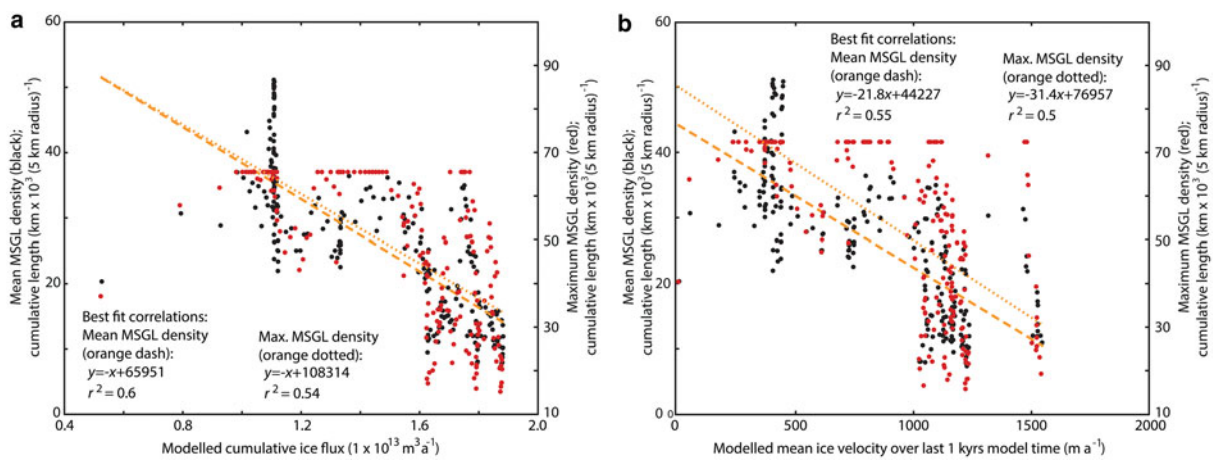 a
60
40
20
0
Mean MSGL density (black);
cumulative length (km x 10³ (5 km radius)⁻¹
90
70
50
30
10
Maximum MSGL density (red);
cumulative length (km x 10³ (5 km radius)⁻¹
Best fit correlations:
Mean MSGL density
(orange dash):
y=-x+65951
r² = 0.6
Max. MSGL density
(orange dotted):
y=-x+108314
r² = 0.54
0.4 0.8 1.2 1.6 2.0
Modelled cumulative ice flux (1 x 10¹³ m³a⁻¹)
b
60
40
20
0
Mean MSGL density (black);
cumulative length (km x 10³ (5 km radius)⁻¹
90
70
50
30
10
Maximum MSGL density (red);
cumulative length (km x 10³ (5 km radius)⁻¹
Best fit correlations:
Mean MSGL density
(orange dash):
y=-21.8x+44227
r² = 0.55
Max. MSGL density
(orange dotted):
y=-31.4x+76957
r² = 0.5
0 500 1000 1500 2000
Modelled mean ice velocity over last 1 kyrs model time (m a⁻¹)